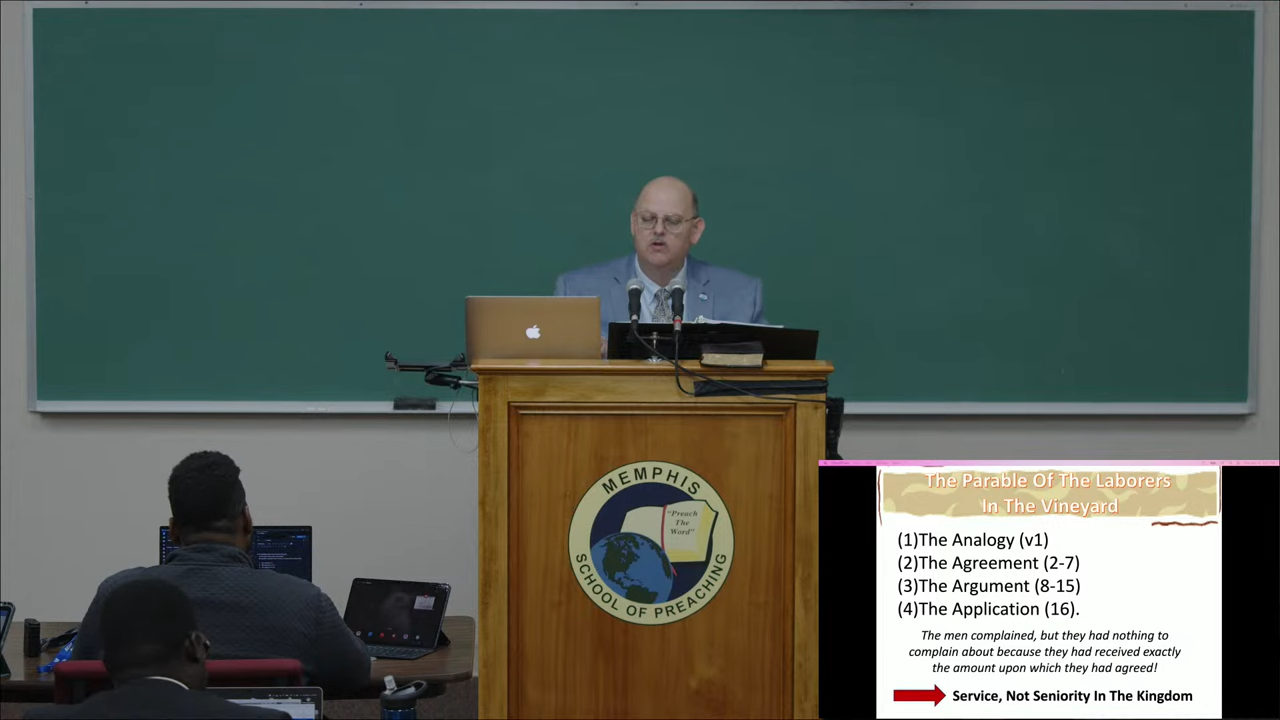 MEMPHIS
"Preach
The
Word"
SCHOOL OF PREACHING
The Parable Of The Laborers
In The Vineyard
(1)The Analogy (v1)
(2)The Agreement (2-7)
(3)The Argument (8-15)
(4)The Application (16).
The men complained, but they had nothing to
complain about because they had received exactly
the amount upon which they had agreed!
Service, Not Seniority In The Kingdom